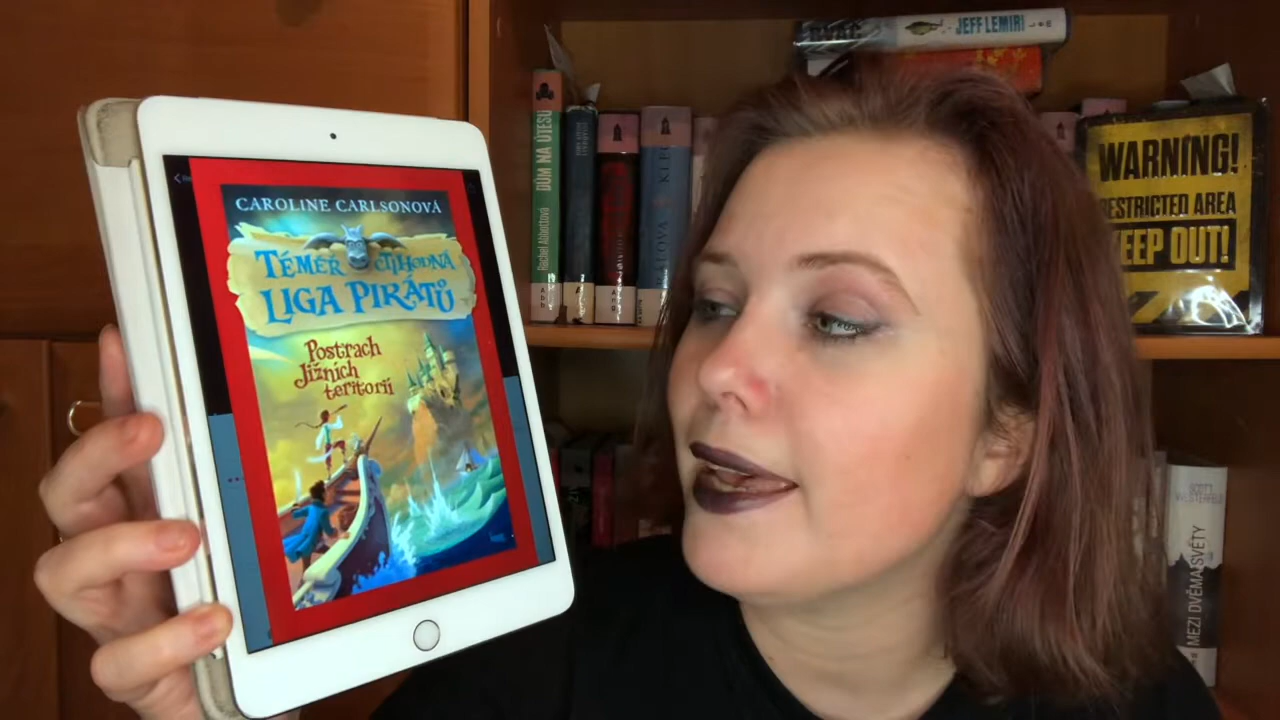 CAROLINE CARLSONOVÁ
TÉMĚŘ CTIHODNÁ
LIGA PIRÁTŮ
Postrach
Jižních
teritorií
JEFF LEMIRE
DŮM NA ÚTESU
Rachel Abbottová
WARNING!
RESTRICTED AREA
KEEP OUT!
SCOTT
WESTERFELD
MEZI DVĚMA SVĚTY